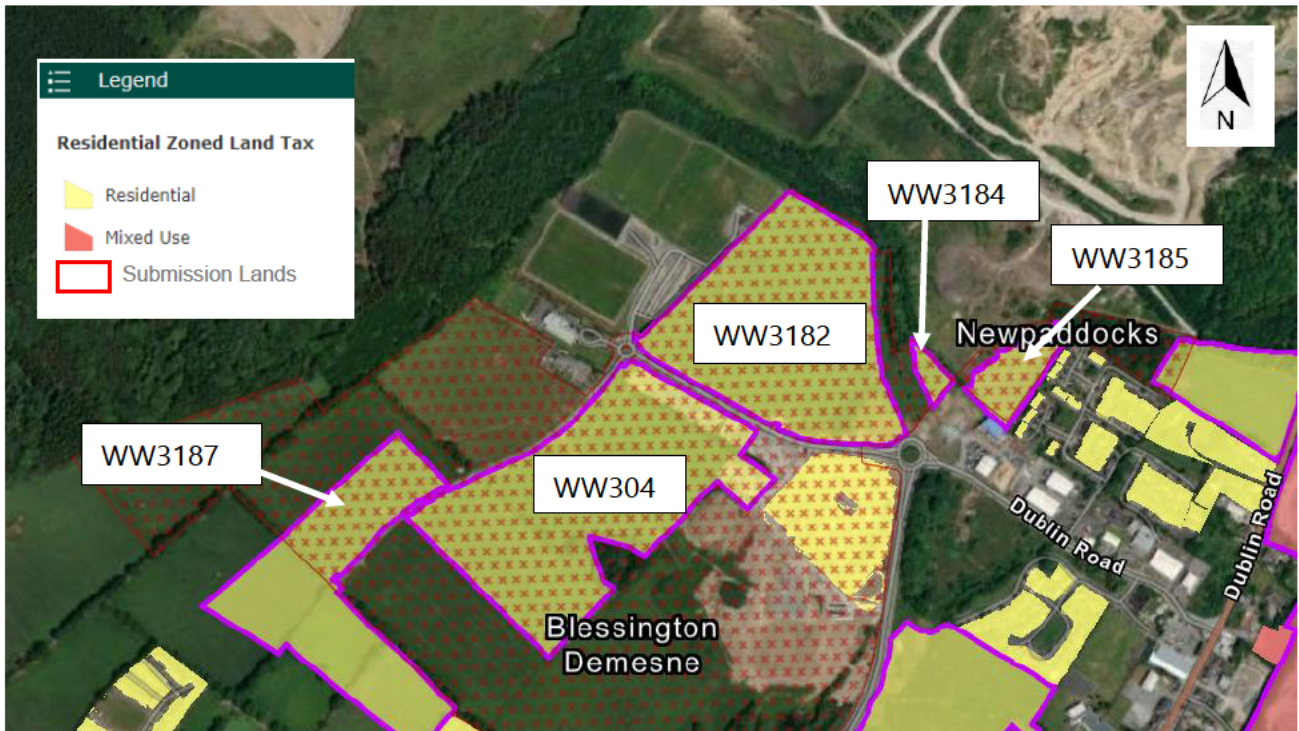 Legend
Residential Zoned Land Tax
Residential
Mixed Use
Submission Lands
N
WW3184
WW3185
Newpaddocks
WW3182
WW3187
WW304
Dublin Road
Dublin Road
Blessington
Demesne